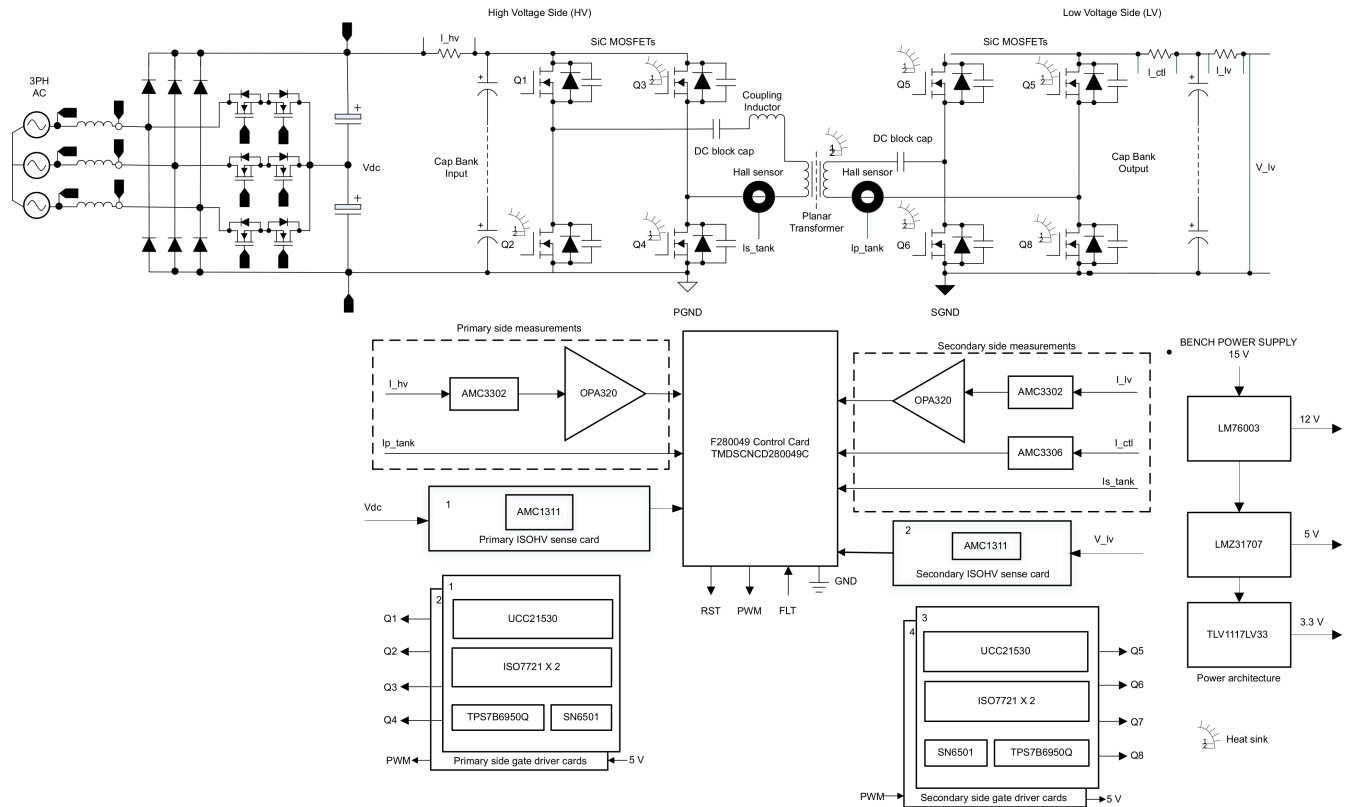 High Voltage Side (HV)
Low Voltage Side (LV)
I_hv
SiC MOSFETs
SiC MOSFETs
I_ctl
I_lv
3PH
AC
Q1
Q3
Q5
Q5
Coupling
Inductor
DC block cap
DC block cap
Vdc
Cap Bank
Input
Hall sensor
Hall sensor
Cap Bank
Output
V_lv
Planar
Transformer
Q2
Q4
Is_tank
Ip_tank
Q6
Q8
PGND
SGND
Primary side measurements
I_hv
AMC3302
OPA320
Ip_tank
Vdc
1
AMC1311
Primary ISOHV sense card
F280049 Control Card
TMDSCNCD280049C
RST
PWM
FLT
GND
Secondary side measurements
OPA320
AMC3302
I_lv
AMC3306
I_ctl
Is_tank
2
AMC1311
V_lv
Secondary ISOHV sense card
BENCH POWER SUPPLY
15 V
LM76003
12 V
LMZ31707
5 V
TLV1117LV33
3.3 V
Power architecture
Heat sink
1
2
UCC21530
ISO7721 X 2
TPS7B6950Q
SN6501
Q1
Q2
Q3
Q4
PWM
Primary side gate driver cards
5 V
3
4
UCC21530
ISO7721 X 2
SN6501
TPS7B6950Q
Q5
Q6
Q7
Q8
PWM
Secondary side gate driver cards
5 V